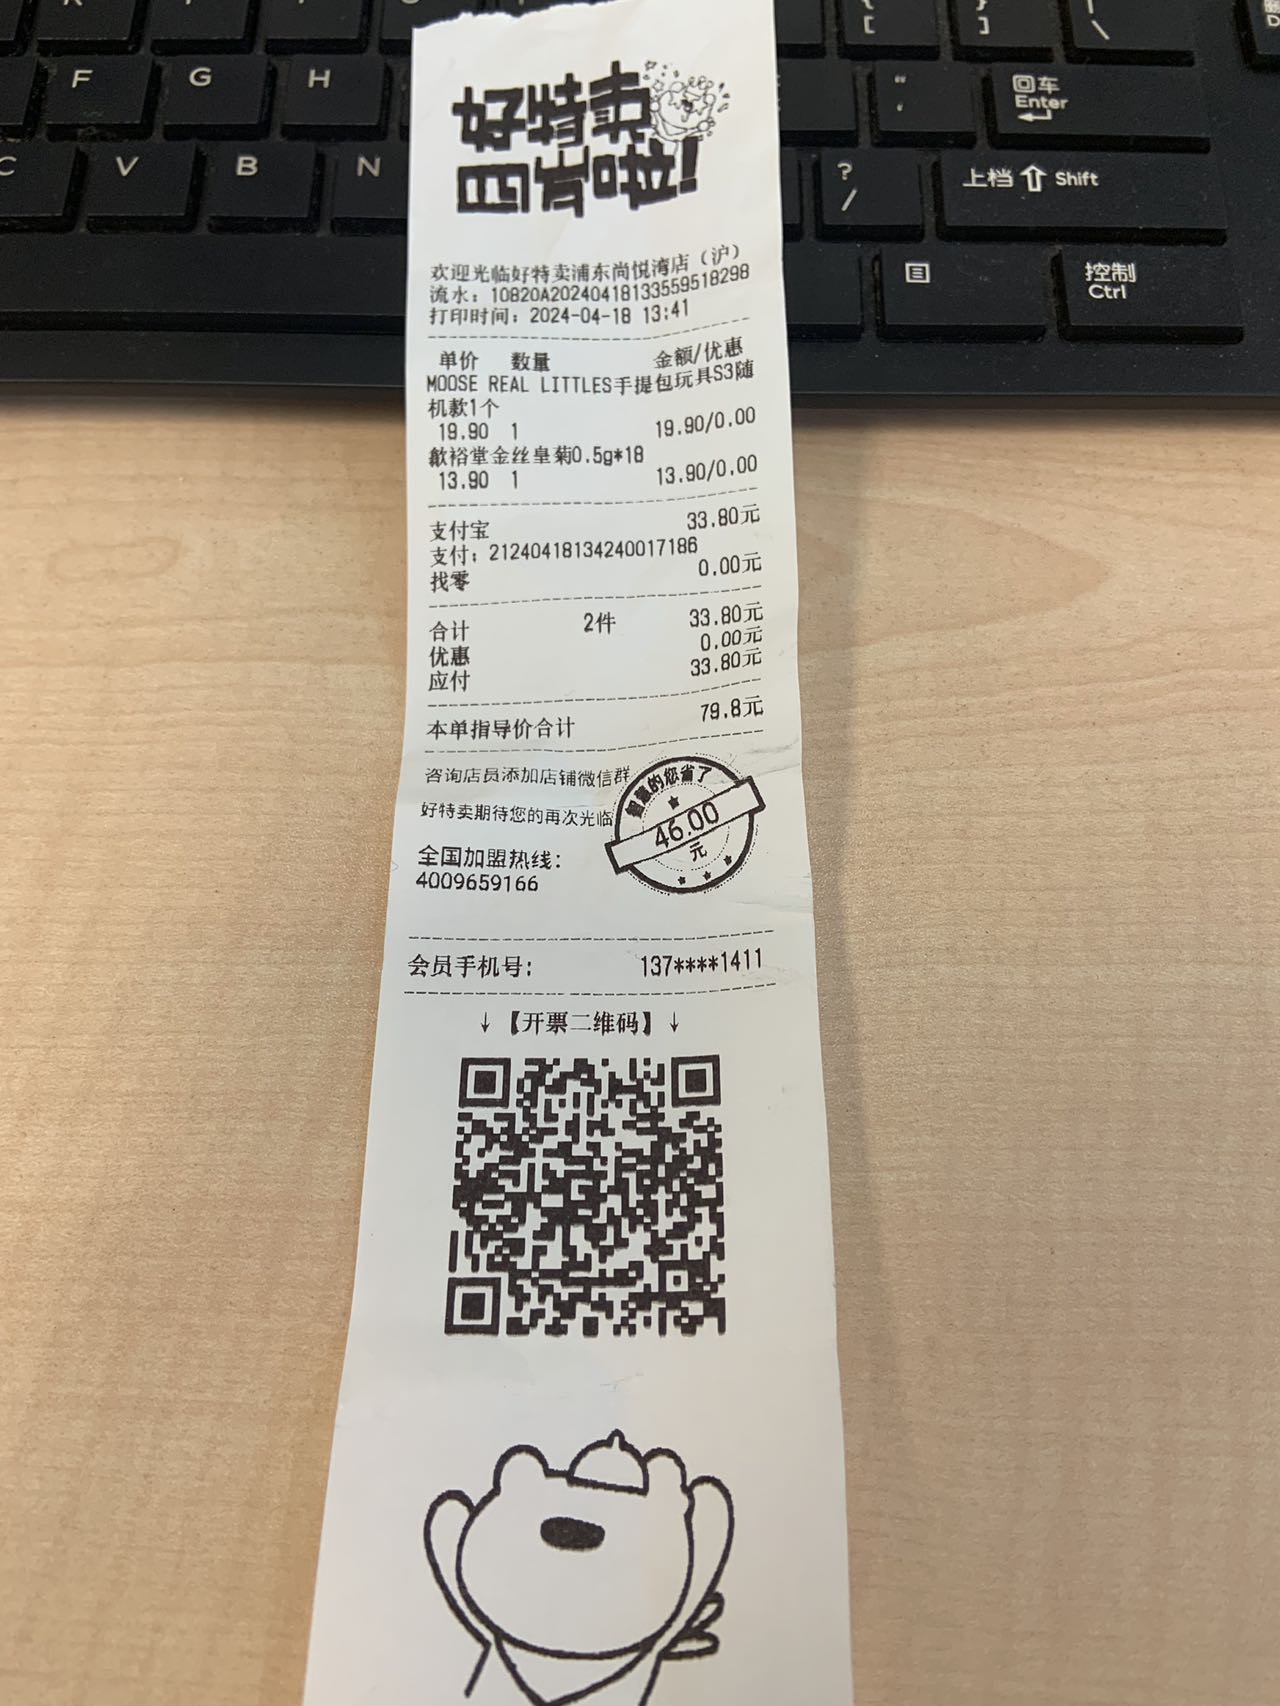 F G H
{ [
} ]
| \
" '
回车
Enter
C V B N
? /
上档 Shift
控制
Ctrl
好特卖
欢迎光临好特卖浦东尚悦湾店（沪）
流水：10820A20240418133559518298
打印时间：2024-04-18 13:41
单价 数量 金额/优惠
MOOSE REAL LITTLES手提包玩具S3随
机款1个
19.90 1 19.90/0.00
歙裕堂金丝皇菊0.5g*18
13.90 1 13.90/0.00
支付宝 33.80元
支付：21240418134240017186
找零 0.00元
合计 2件 33.80元
优惠 0.00元
应付 33.80元
本单指导价合计 79.8元
咨询店员添加店铺微信群
好特卖期待您的再次光临
智慧的您省了
46.00
元
全国加盟热线：
4009659166
会员手机号： 137****1411
↓【开票二维码】↓